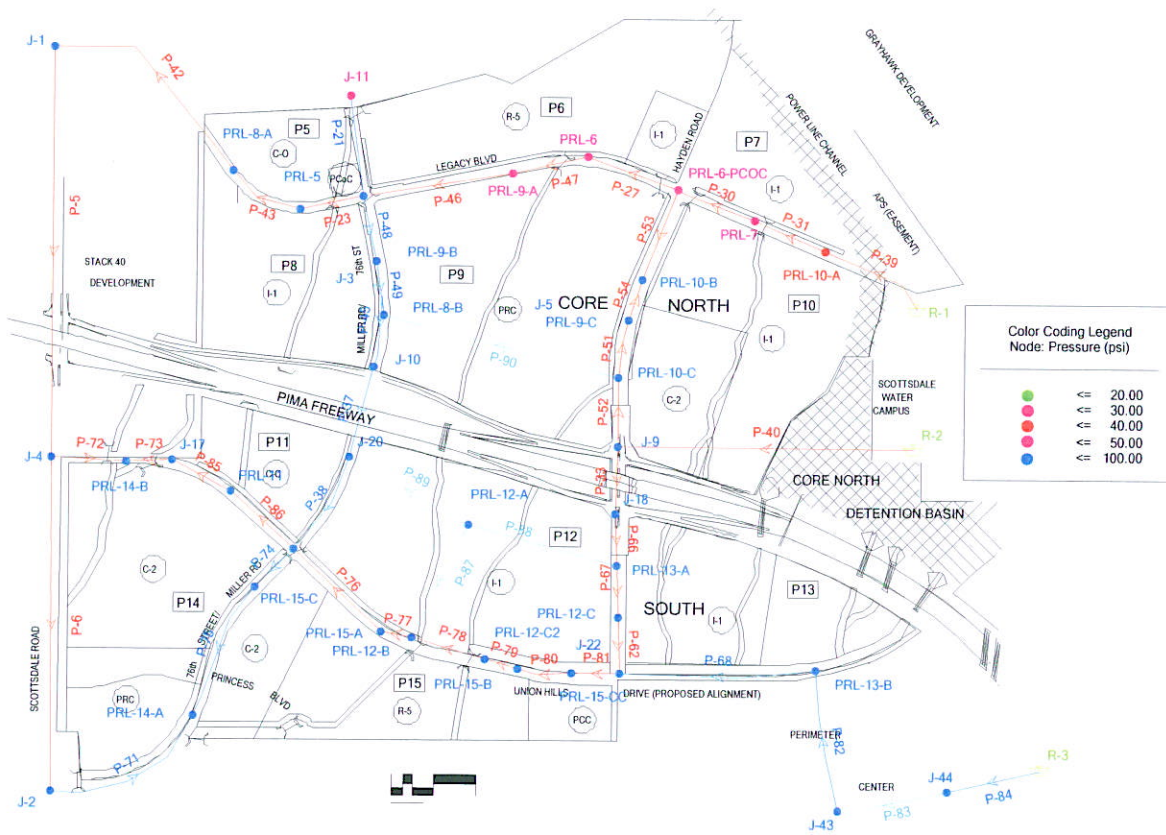 J-1
P-42
J-11
GRAYHAWK DEVELOPMENT
P-21
P5
R-5
P6
I-1
P7
POWER LINE CHANNEL
PRL-8-A
C-O
PRL-6
HAYDEN ROAD
PRL-5
LEGACY BLVD
PRL-6-PCOC
APS (EASEMENT)
P-43
P-23
P-46
PRL-9-A
P-47
P-27
P-30
I-1
P-31
P-5
P-48
P-53
PRL-7
P-39
STACK 40
DEVELOPMENT
J-3
76th ST
PRL-9-B
P9
PRL-10-B
PRL-10-A
P8
I-1
P-49
PRL-8-B
PRC
J-5
CORE
NORTH
P-54
P10
R-1
MILLER RD/
PRL-9-C
I-1
J-10
P-90
P-51
PRL-10-C
C-2
P-37
PIMA FREEWAY
P-52
SCOTTSDALE
WATER
CAMPUS
Color Coding Legend
Node: Pressure (psi)
<= 20.00
<= 30.00
<= 40.00
<= 50.00
<= 100.00
P-72
P-73
J-17
P11
J-20
J-9
P-40
R-2
J-4
P-85
PRL-14-B
P-89
P-33
CORE NORTH
P-86
P-38
PRL-12-A
J-18
DETENTION BASIN
P-88
P12
P-66
P-74
C-2
P-87
PRL-13-A
P-67
MILLER RD
I-1
P13
P14
P-76
PRL-15-C
PRL-12-C
SOUTH
P-6
76th STREET/
PRL-15-A
P-77
PRL-12-C2
I-1
C-2
PRL-12-B
P-78
J-22
P-62
P-79
P-80
P-81
P-68
SCOTTSDALE ROAD
PRINCESS BLVD
P15
PRL-15-B
UNION HILLS
DRIVE (PROPOSED ALIGNMENT)
PRL-13-B
PRC
R-5
PRL-14-A
PCC
PERIMETER
P-82
P-71
R-3
CENTER
J-44
P-84
J-2
P-83
J-43